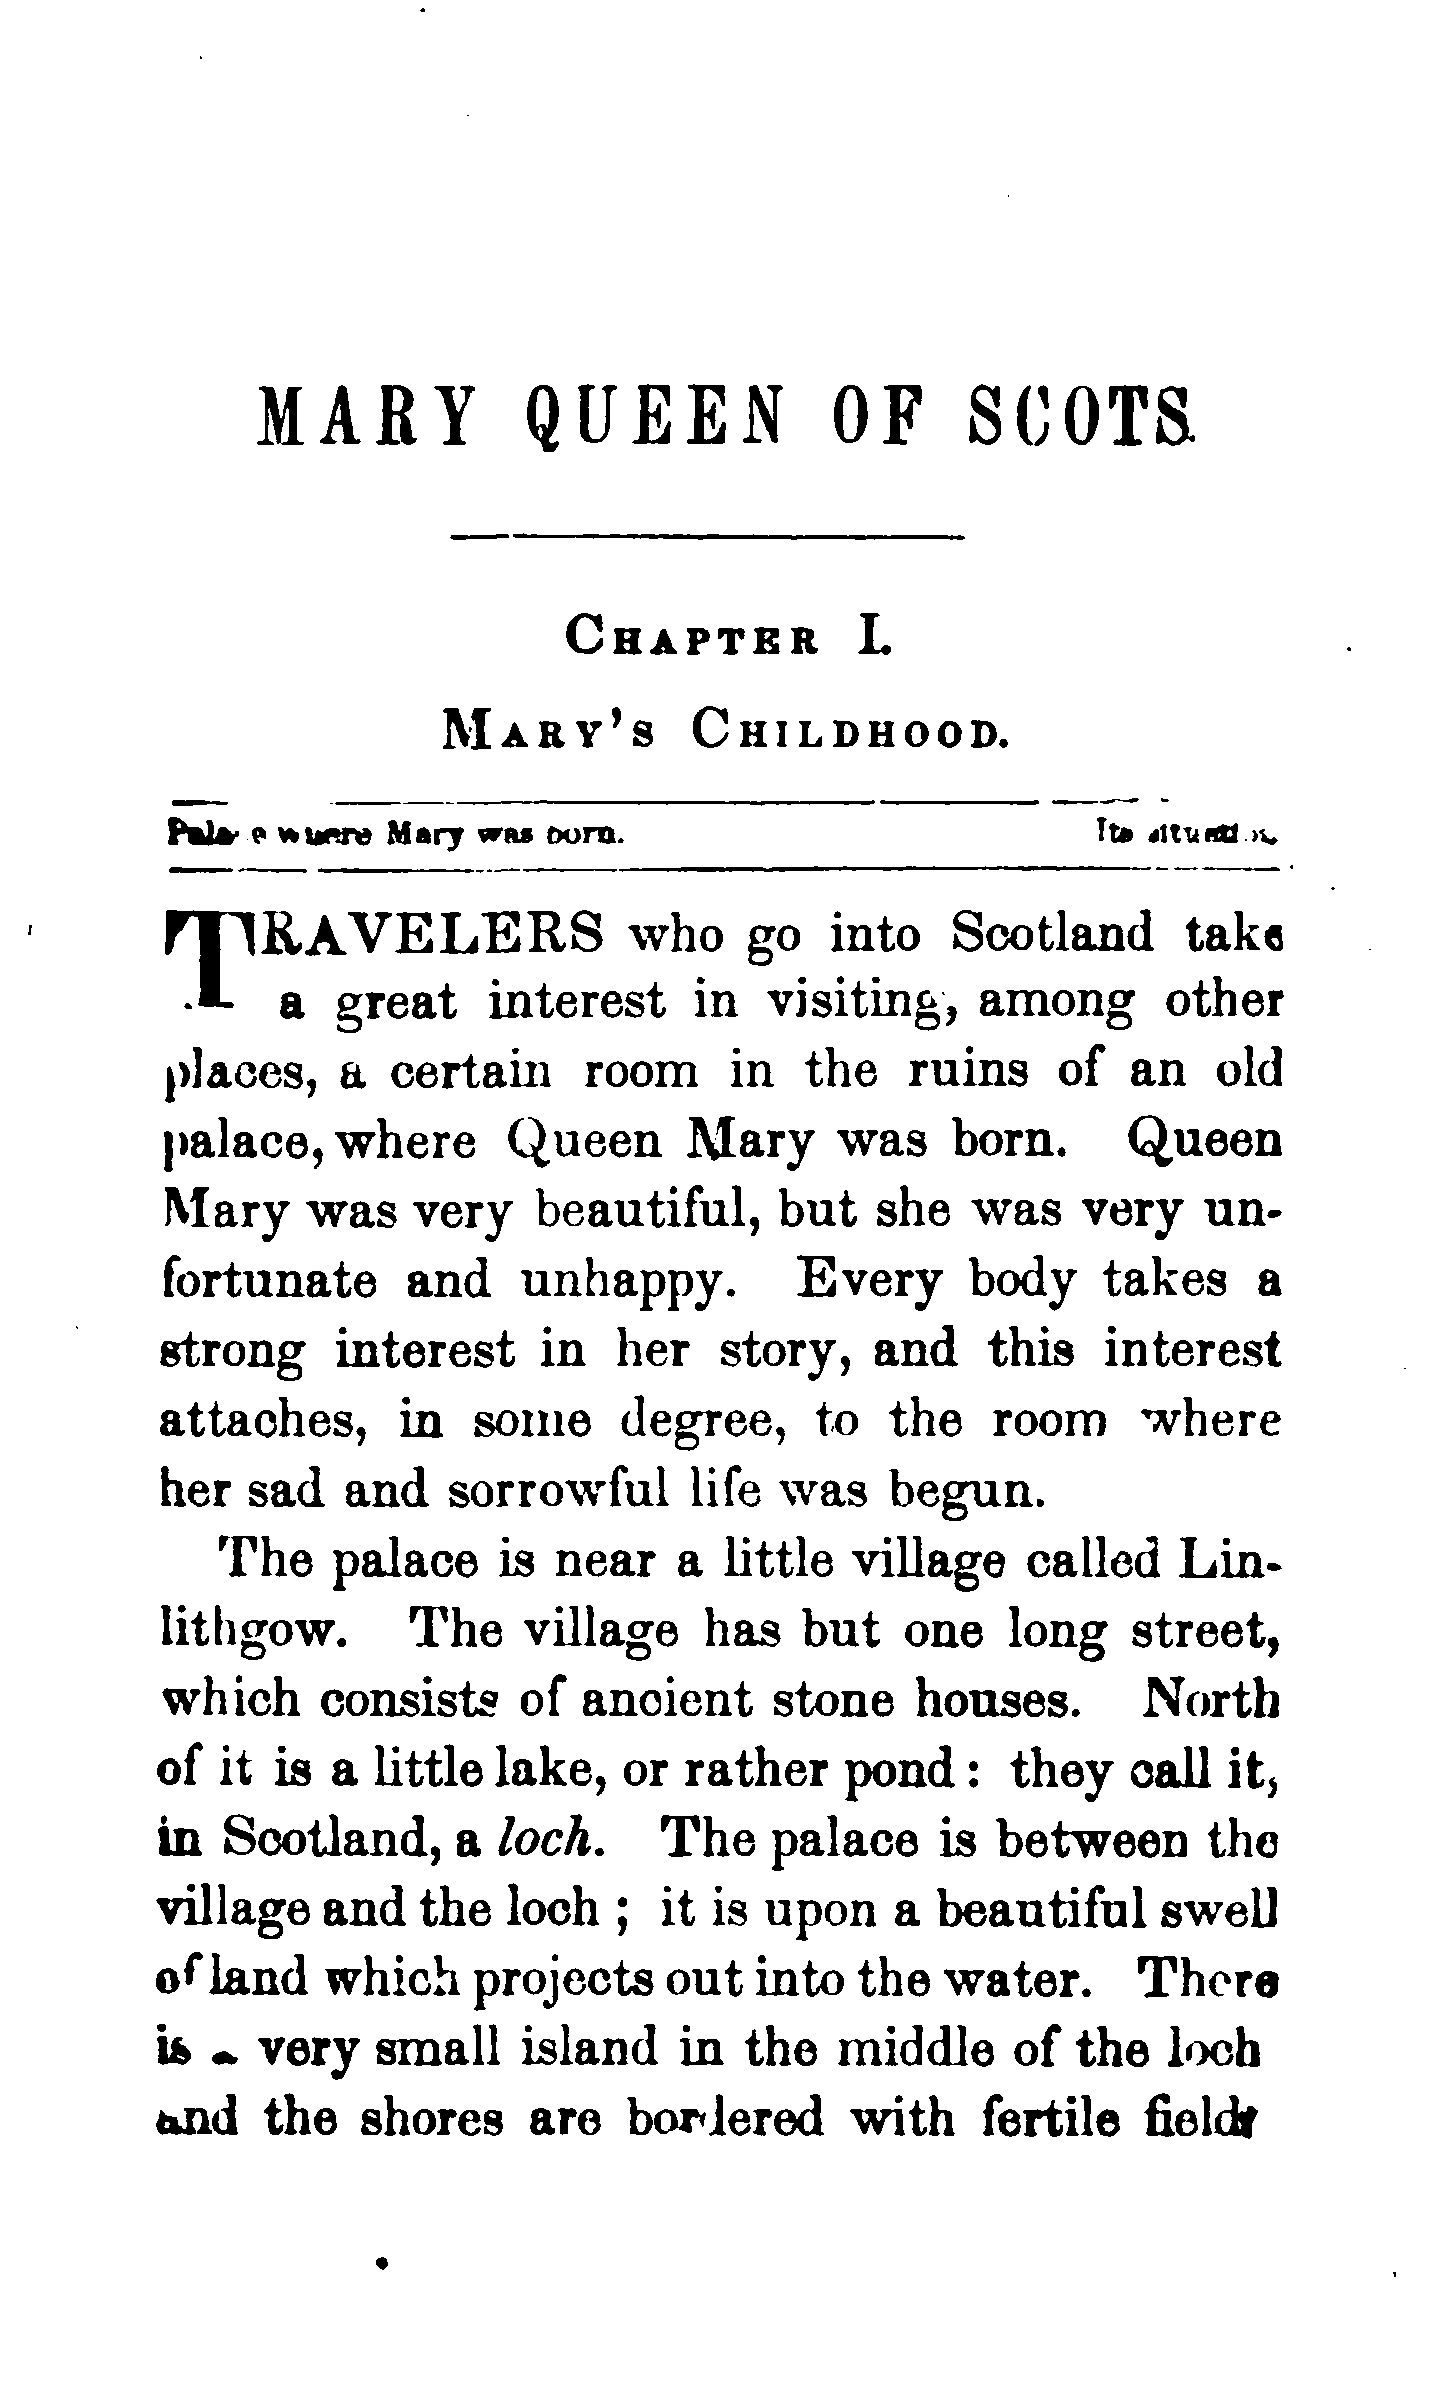 MARY QUEEN OF SCOTS.
CHAPTER I.
MARY'S CHILDHOOD.
Palace where Mary was born. Its situation.
TRAVELERS who go into Scotland take
a great interest in visiting, among other
places, a certain room in the ruins of an old
palace, where Queen Mary was born. Queen
Mary was very beautiful, but she was very un-
fortunate and unhappy. Every body takes a
strong interest in her story, and this interest
attaches, in some degree, to the room where
her sad and sorrowful life was begun.
The palace is near a little village called Lin-
lithgow. The village has but one long street,
which consists of ancient stone houses. North
of it is a little lake, or rather pond: they call it,
in Scotland, a loch. The palace is between the
village and the loch; it is upon a beautiful swell
of land which projects out into the water. There
is a very small island in the middle of the loch
and the shores are bordered with fertile fields